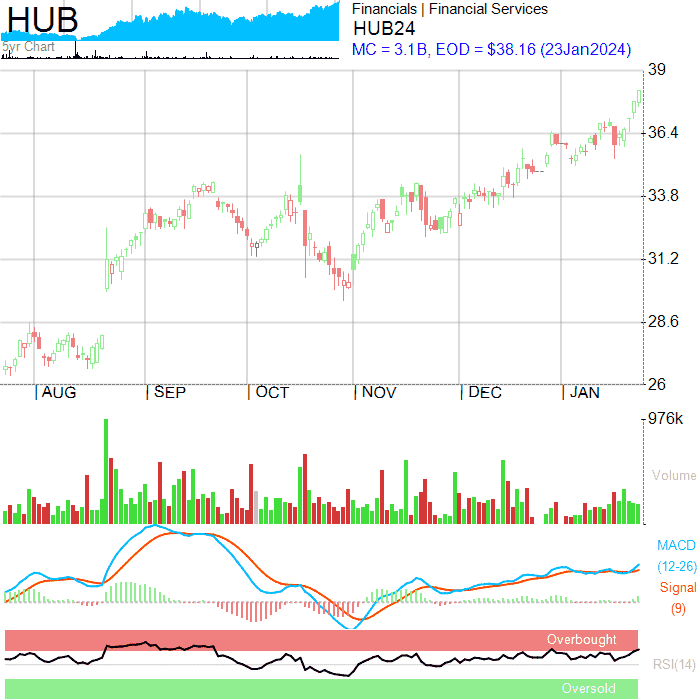 HUB
5yr Chart
Financials | Financial Services
HUB24
MC = 3.1B, EOD = $38.16 (23Jan2024)
39
36.4
33.8
31.2
28.6
26
AUG
SEP
OCT
NOV
DEC
JAN
976k
Volume
MACD
(12-26)
Signal
(9)
Overbought
RSI(14)
Oversold